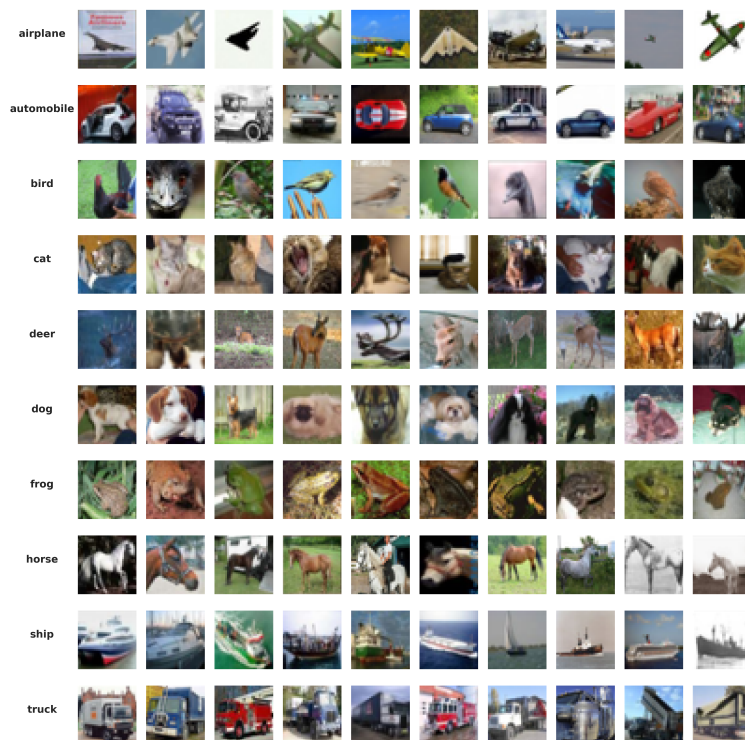 airplane
automobile
bird
cat
deer
dog
frog
horse
ship
truck